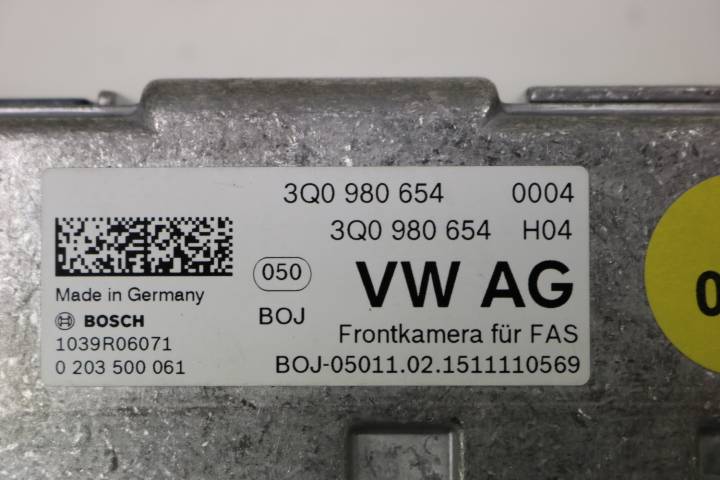 3Q0 980 654 0004
3Q0 980 654 H04
050
VW AG
Made in Germany
BOSCH
BOJ
Frontkamera für FAS
1039R06071
0 203 500 061
BOJ-05011.02.1511110569
0